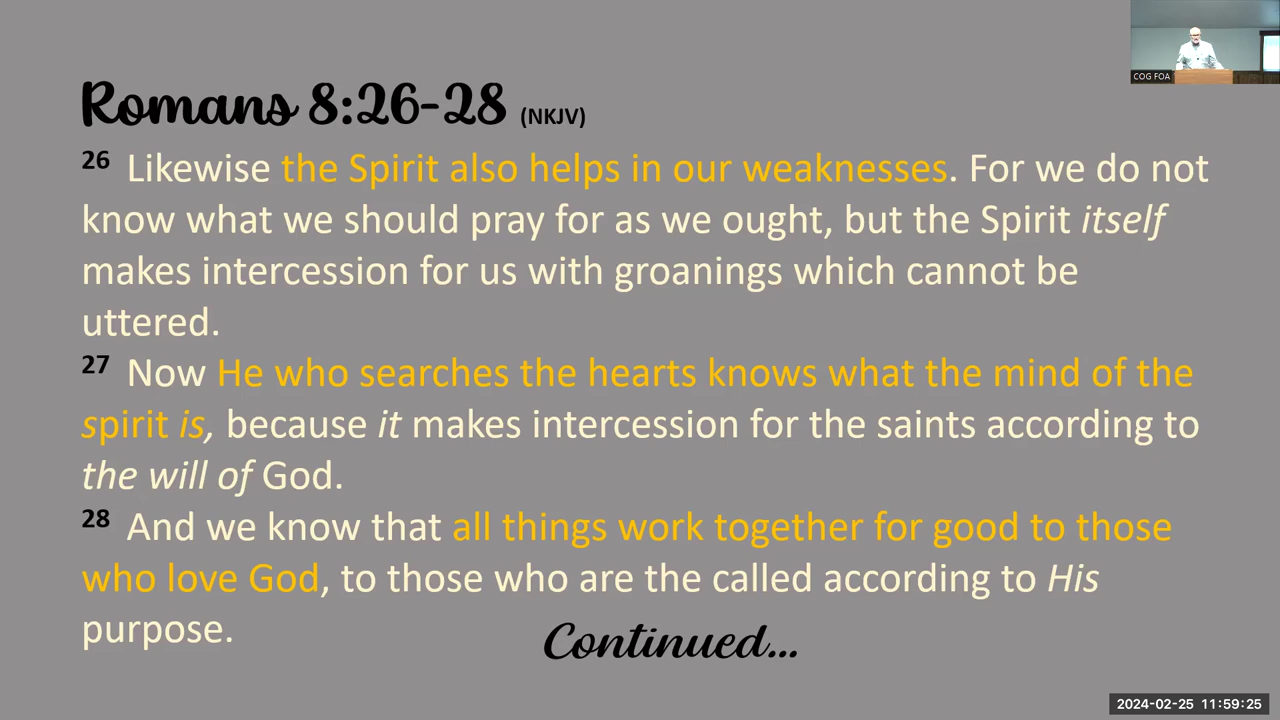 COG FOA
Romans 8:26-28 (NKJV)
26 Likewise the Spirit also helps in our weaknesses. For we do not
know what we should pray for as we ought, but the Spirit itself
makes intercession for us with groanings which cannot be
uttered.
27 Now He who searches the hearts knows what the mind of the
spirit is, because it makes intercession for the saints according to
the will of God.
28 And we know that all things work together for good to those
who love God, to those who are the called according to His
purpose.
Continued...
2024-02-25 11:59:25